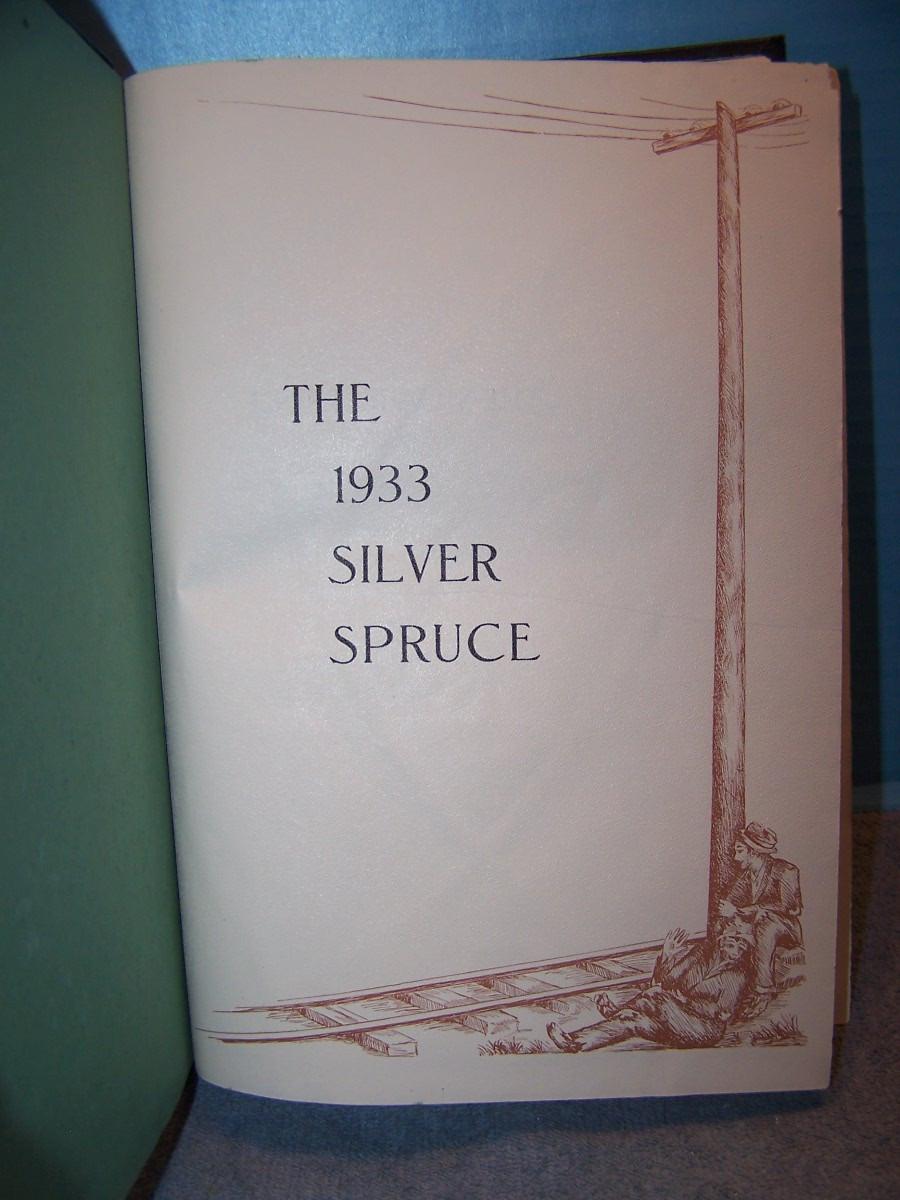 THE
1933
SILVER
SPRUCE